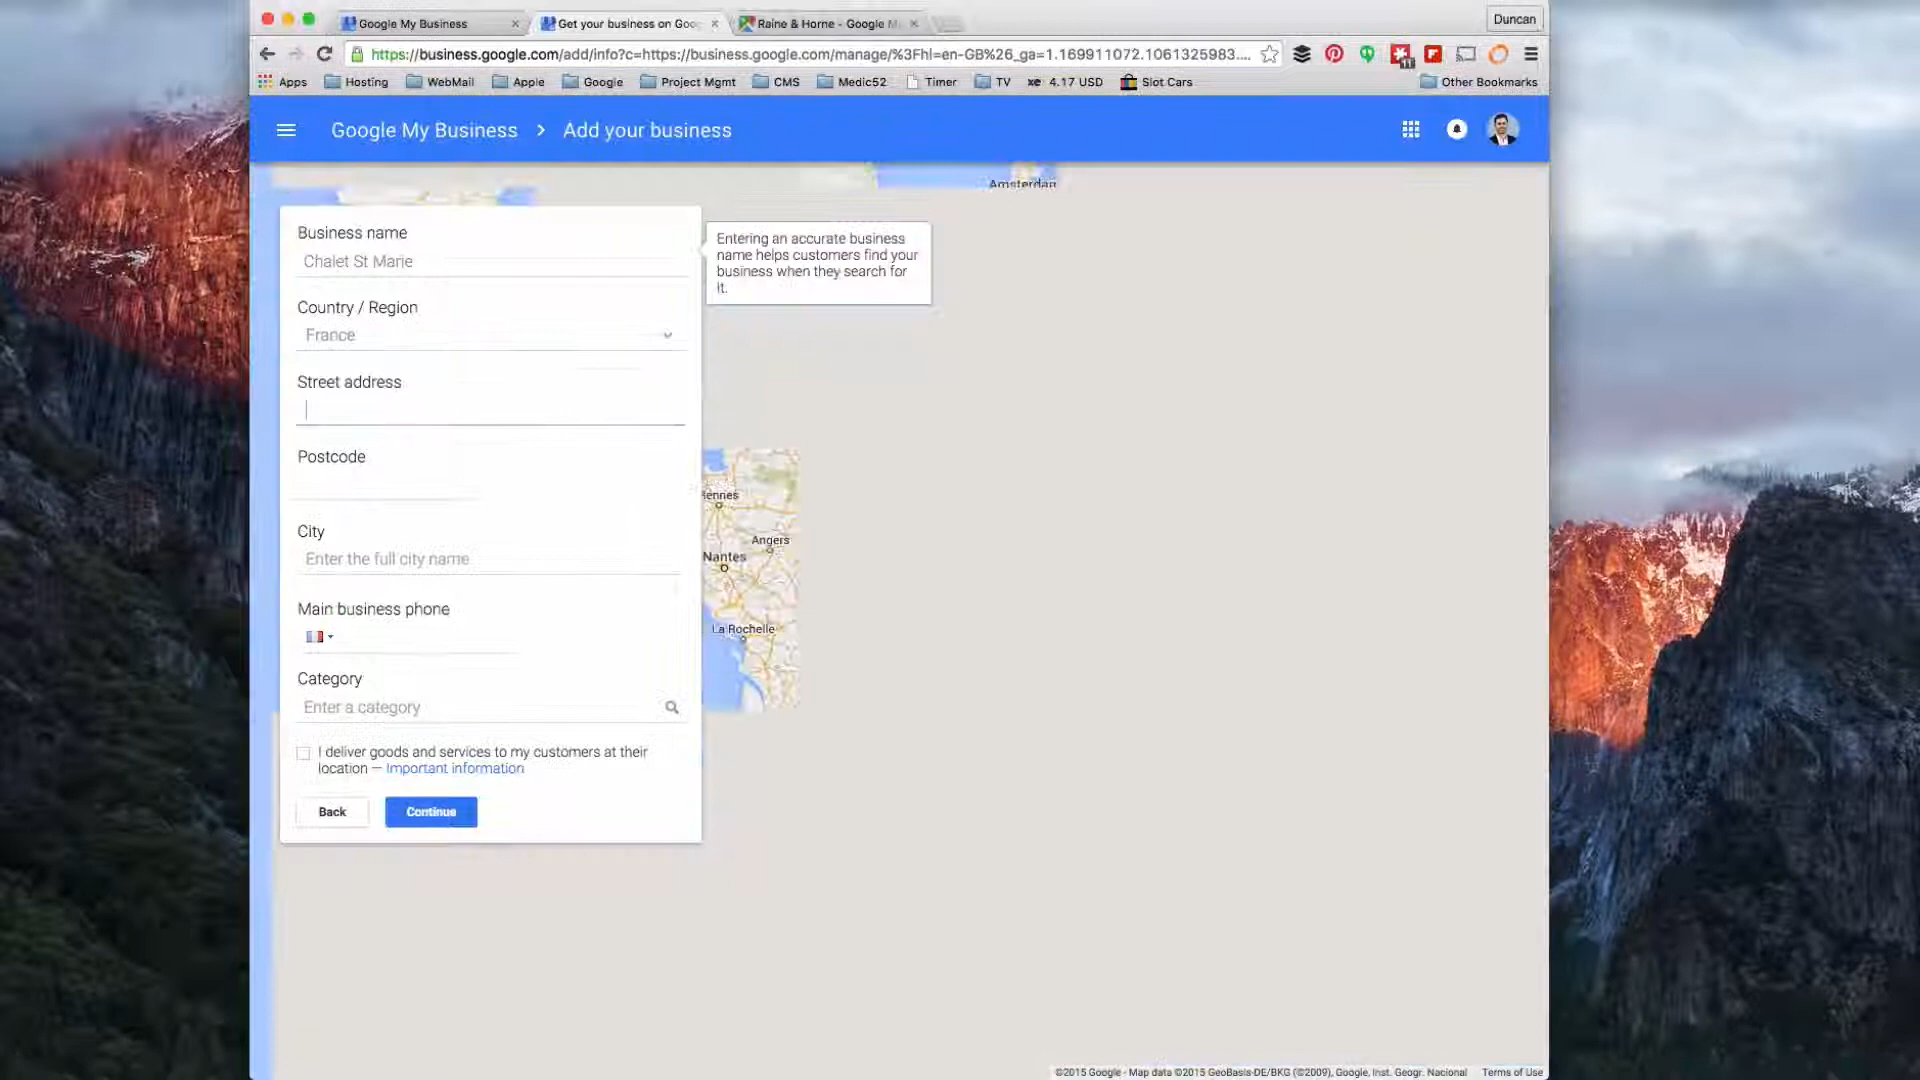 Google My Business
Get your business on Goo
Raine & Horne - Google M
Duncan
https://business.google.com/add/info?c=https://business.google.com/manage/%3Fhl=en-GB%26_ga=1.169911072.1061325983....
Apps
Hosting
WebMail
Apple
Google
Project Mgmt
CMS
Medic52
Timer
TV
xe 4.17 USD
Slot Cars
Other Bookmarks
Google My Business > Add your business
Amsterdam
Business name
Chalet St Marie
Entering an accurate business
name helps customers find your
business when they search for
it.
Country / Region
France
Street address
Postcode
Rennes
City
Enter the full city name
Angers
Nantes
Main business phone
La Rochelle
Category
Enter a category
I deliver goods and services to my customers at their
location – Important information
Back
Continue
©2015 Google - Map data ©2015 GeoBasis-DE/BKG (©2009), Google, Inst. Geogr. Nacional
Terms of Use